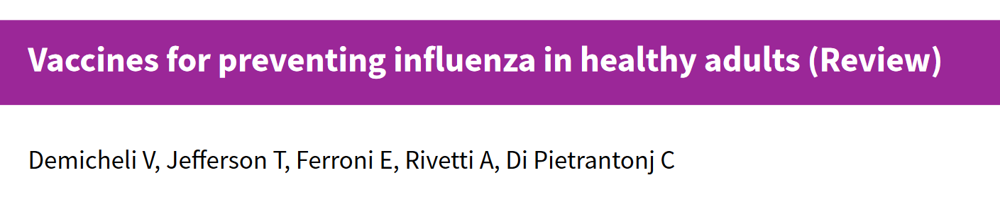 Vaccines for preventing influenza in healthy adults (Review)
Demicheli V, Jefferson T, Ferroni E, Rivetti A, Di Pietrantonj C